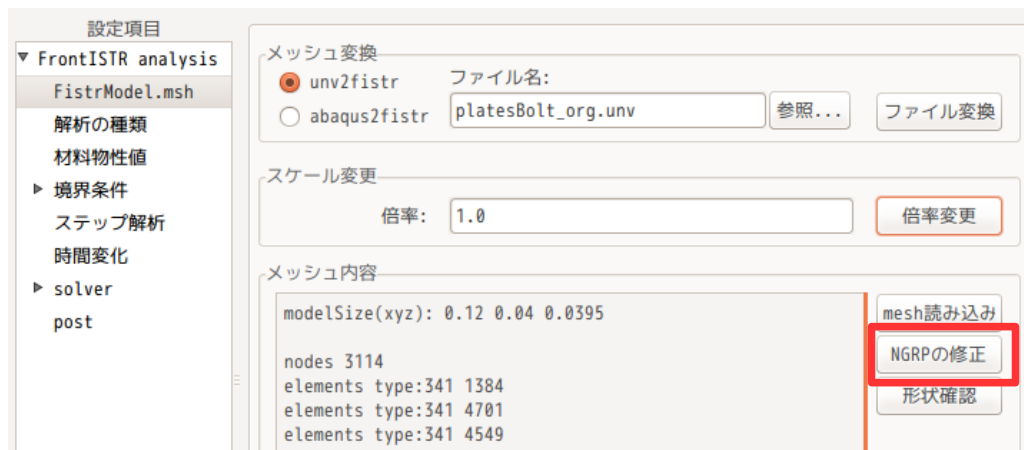 設定項目
FrontISTR analysis
FistrModel.msh
解析の種類
材料物性値
境界条件
ステップ解析
時間変化
solver
post
メッシュ変換
unv2fistr
abaqus2fistr
ファイル名:
platesBolt_org.unv
参照...
ファイル変換
スケール変更
倍率:
1.0
倍率変更
メッシュ内容
modelSize(xyz): 0.12 0.04 0.0395
nodes 3114
elements type:341 1384
elements type:341 4701
elements type:341 4549
mesh読み込み
NGRPの修正
形状確認